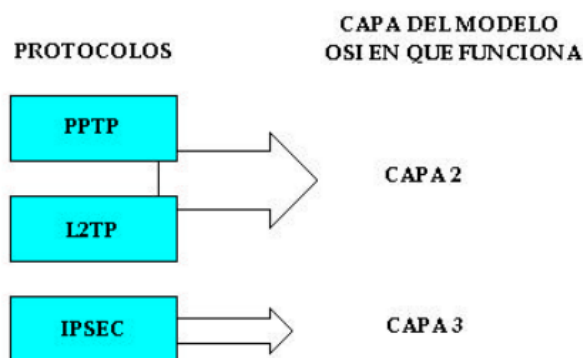 PROTOCOLOS
CAPA DEL MODELO
OSI EN QUE FUNCIONA
PPTP
L2TP
CAPA 2
IPSEC
CAPA 3